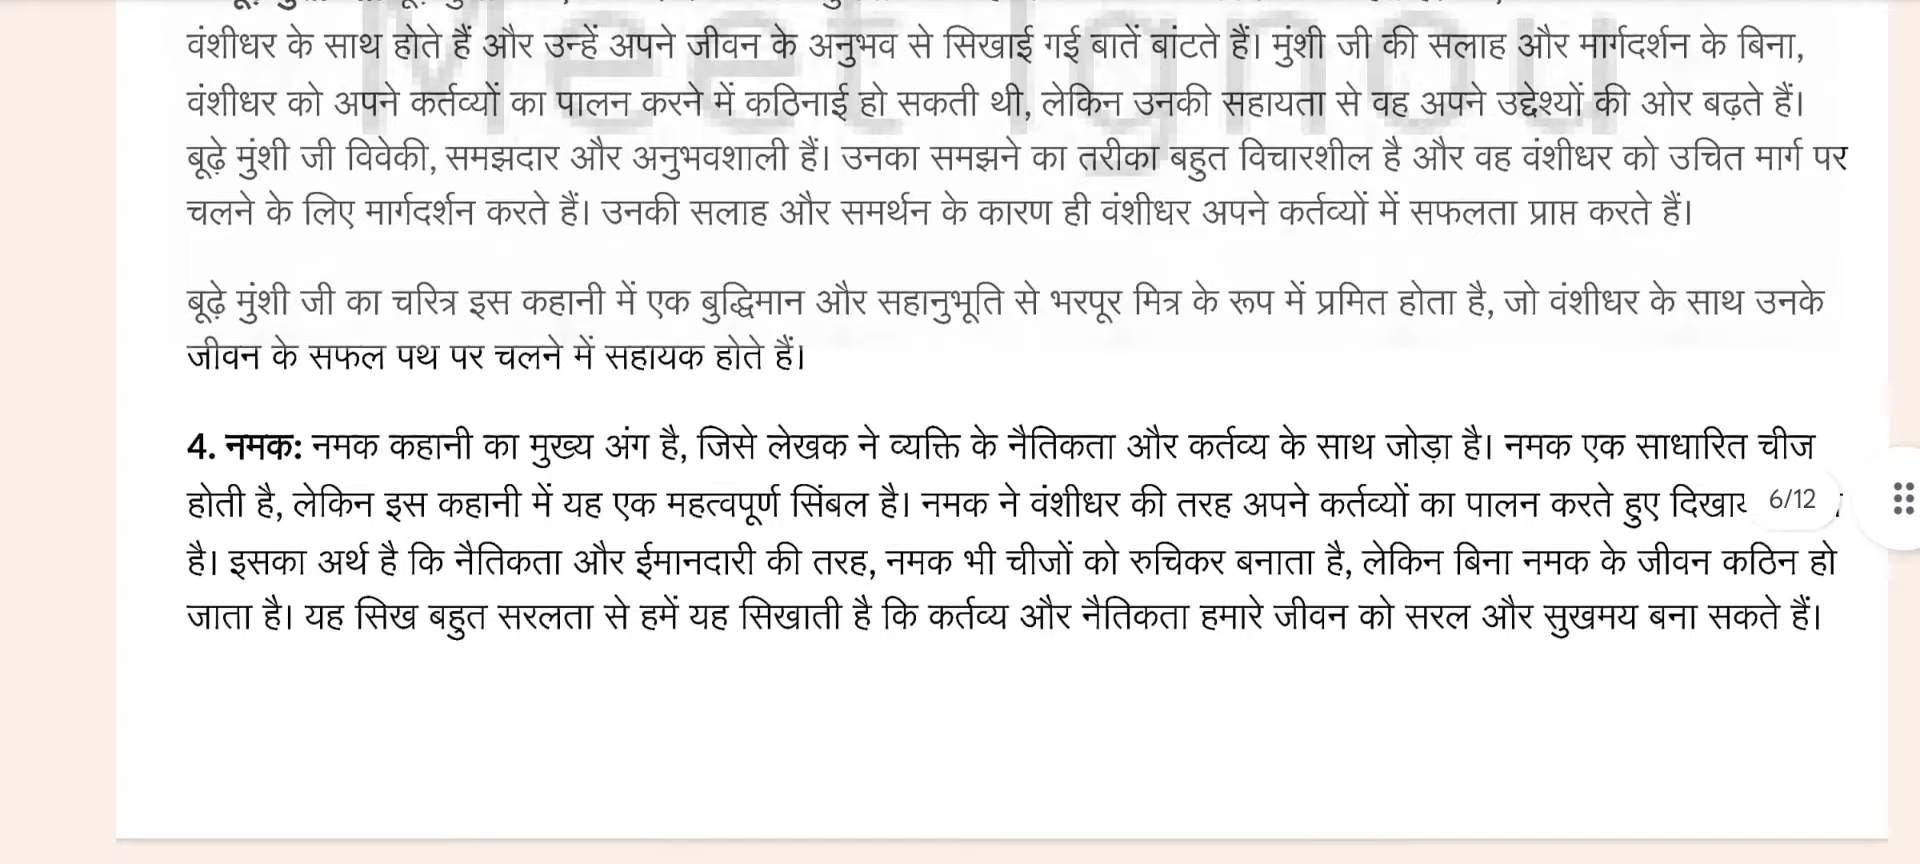 Meet Ignou
वंशीधर के साथ होते हैं और उन्हें अपने जीवन के अनुभव से सिखाई गई बातें बांटते हैं। मुंशी जी की सलाह और मार्गदर्शन के बिना,
वंशीधर को अपने कर्तव्यों का पालन करने में कठिनाई हो सकती थी, लेकिन उनकी सहायता से वह अपने उद्देश्यों की ओर बढ़ते हैं।
बूढ़े मुंशी जी विवेकी, समझदार और अनुभवशाली हैं। उनका समझने का तरीका बहुत विचारशील है और वह वंशीधर को उचित मार्ग पर
चलने के लिए मार्गदर्शन करते हैं। उनकी सलाह और समर्थन के कारण ही वंशीधर अपने कर्तव्यों में सफलता प्राप्त करते हैं।
बूढ़े मुंशी जी का चरित्र इस कहानी में एक बुद्धिमान और सहानुभूति से भरपूर मित्र के रूप में प्रमित होता है, जो वंशीधर के साथ उनके
जीवन के सफल पथ पर चलने में सहायक होते हैं।
4. नमक: नमक कहानी का मुख्य अंग है, जिसे लेखक ने व्यक्ति के नैतिकता और कर्तव्य के साथ जोड़ा है। नमक एक साधारित चीज
होती है, लेकिन इस कहानी में यह एक महत्वपूर्ण सिंबल है। नमक ने वंशीधर की तरह अपने कर्तव्यों का पालन करते हुए 6/12
है। इसका अर्थ है कि नैतिकता और ईमानदारी की तरह, नमक भी चीजों को रुचिकर बनाता है, लेकिन बिना नमक के जीवन कठिन हो
जाता है। यह सिख बहुत सरलता से हमें यह सिखाती है कि कर्तव्य और नैतिकता हमारे जीवन को सरल और सुखमय बना सकते हैं।